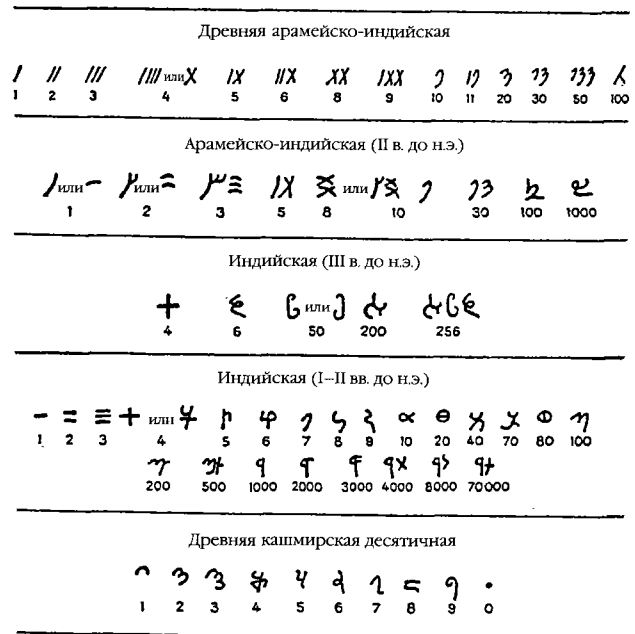 Древняя арамейско-индийская
или
1 2 3 4 5 6 8 9 10 11 20 30 50 100
Арамейско-индийская (II в. до н.э.)
или или или
1 2 3 5 8 10 30 100 1000
Индийская (III в. до н.э.)
или
4 6 50 200 256
Индийская (I–II вв. до н.э.)
или
1 2 3 4 5 6 7 8 9 10 20 40 70 80 100
200 500 1000 2000 3000 4000 8000 70000
Древняя кашмирская десятичная
1 2 3 4 5 6 7 8 9 0